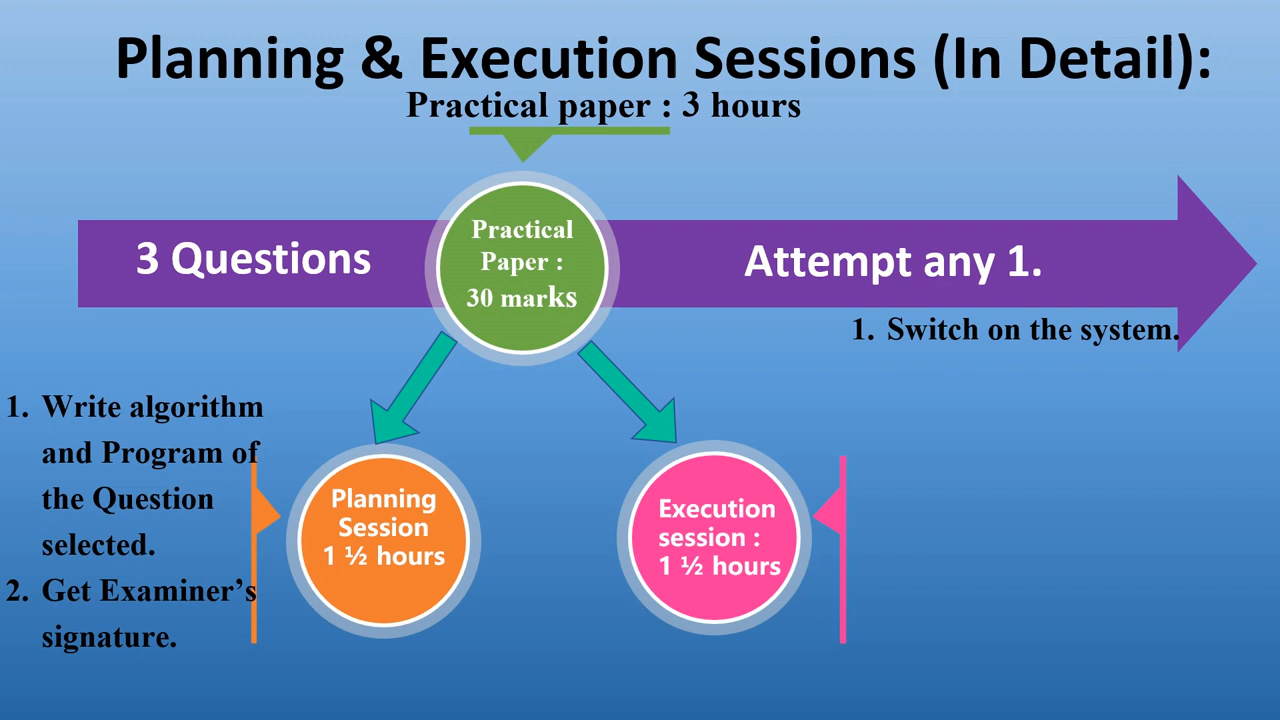 Planning & Execution Sessions (In Detail):
Practical paper : 3 hours
3 Questions
Practical
Paper :
30 marks
Attempt any 1.
1. Switch on the system.
1. Write algorithm
and Program of
the Question
selected.
2. Get Examiner’s
signature.
Planning
Session
1 ½ hours
Execution
session :
1 ½ hours